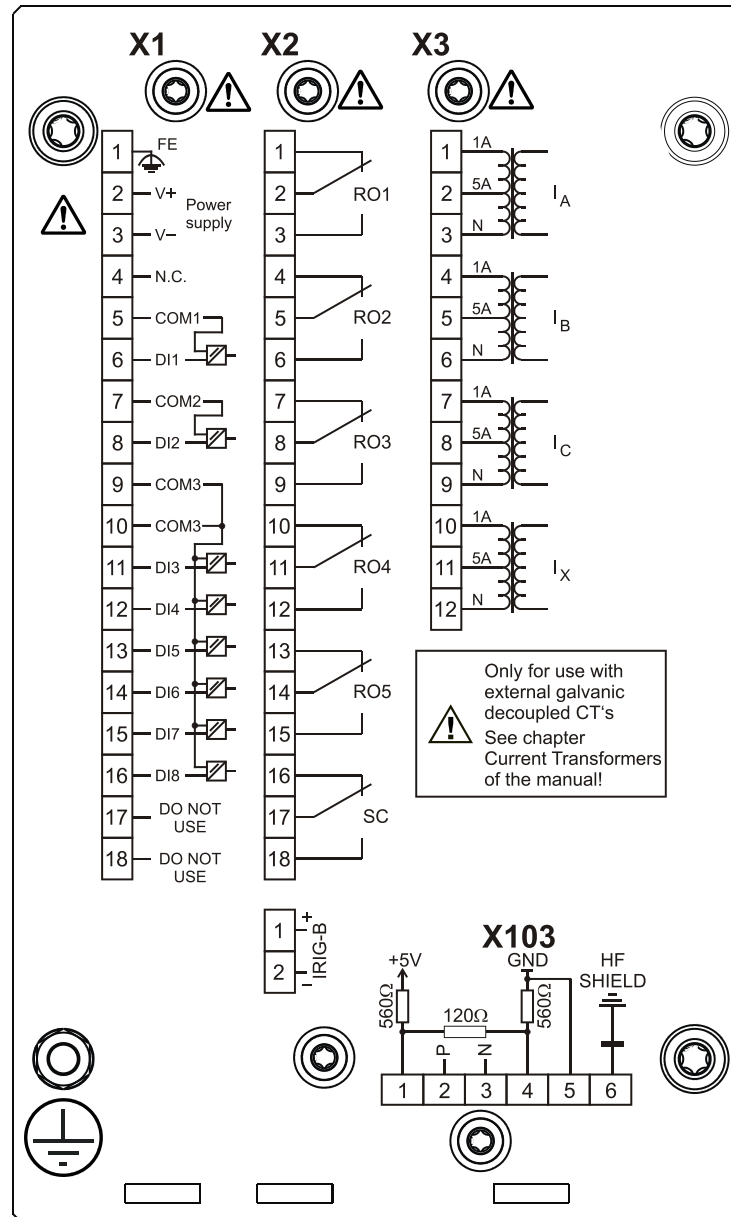 X1
X2
X3
1 FE
2 V+
Power
supply
3 V–
4 N.C.
5 COM1
6 DI1
7 COM2
8 DI2
9 COM3
10 COM3
11 DI3
12 DI4
13 DI5
14 DI6
15 DI7
16 DI8
17 DO NOT
USE
18 DO NOT
USE
1
2 RO1
3
4
5 RO2
6
7
8 RO3
9
10
11 RO4
12
13
14 RO5
15
16
17 SC
18
1 1A
2 5A IA
3 N
4 1A
5 5A IB
6 N
7 1A
8 5A IC
9 N
10 1A
11 5A IX
12 N
Only for use with
external galvanic
decoupled CT‘s
See chapter
Current Transformers
of the manual!
1 +
2 –
IRIG-B
X103
+5V
GND
HF
SHIELD
560Ω
120Ω
560Ω
P
N
1 2 3 4 5 6